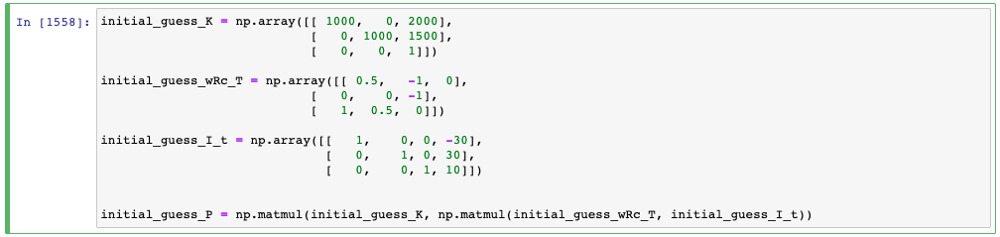 In [1558]: initial_guess_K = np.array([[ 1000,   0, 2000],
                            [   0, 1000, 1500],
                            [   0,   0,   1]])
initial_guess_wRc_T = np.array([[ 0.5,   -1,  0],
                            [   0,    0, -1],
                            [   1,  0.5,  0]])
initial_guess_I_t = np.array([[   1,    0, 0, -30],
                              [   0,    1, 0, 30],
                              [   0,    0, 1, 10]])
initial_guess_P = np.matmul(initial_guess_K, np.matmul(initial_guess_wRc_T, initial_guess_I_t))